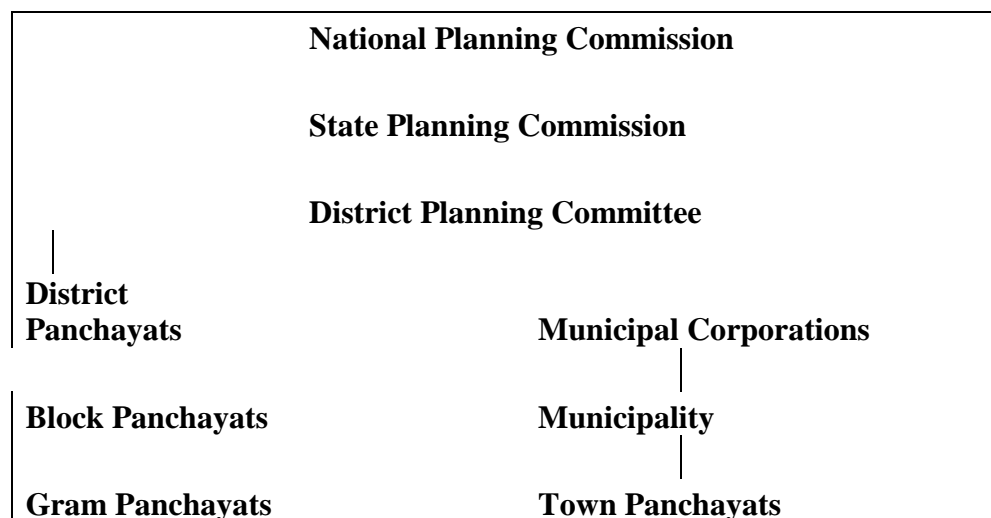 National Planning Commission
State Planning Commission
District Planning Committee
District
Panchayats
Municipal Corporations
Block Panchayats
Municipality
Gram Panchayats
Town Panchayats